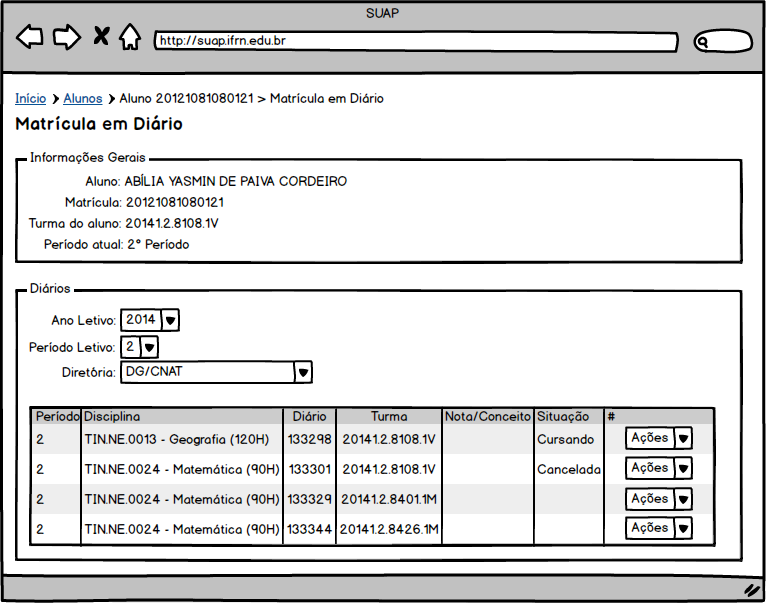 SUAP
http://suap.ifrn.edu.br
Início > Alunos > Aluno 20121081080121 > Matrícula em Diário
Matrícula em Diário
Informações Gerais
Aluno: ABÍLIA YASMIN DE PAIVA CORDEIRO
Matrícula: 20121081080121
Turma do aluno: 20141.2.8108.1V
Período atual: 2° Período
Diários
Ano Letivo: 2014
Período Letivo: 2
Diretória: DG/CNAT
Período Disciplina Diário Turma Nota/Conceito Situação #
2 TIN.NE.0013 - Geografia (120H) 133298 20141.2.8108.1V Cursando Ações
2 TIN.NE.0024 - Matemática (90H) 133301 20141.2.8108.1V Cancelada Ações
2 TIN.NE.0024 - Matemática (90H) 133329 20141.2.8401.1M Ações
2 TIN.NE.0024 - Matemática (90H) 133344 20141.2.8426.1M Ações